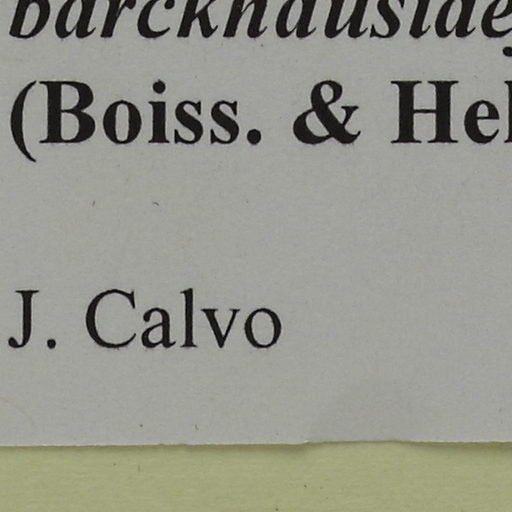 (Boiss. & Hel
J. Calvo